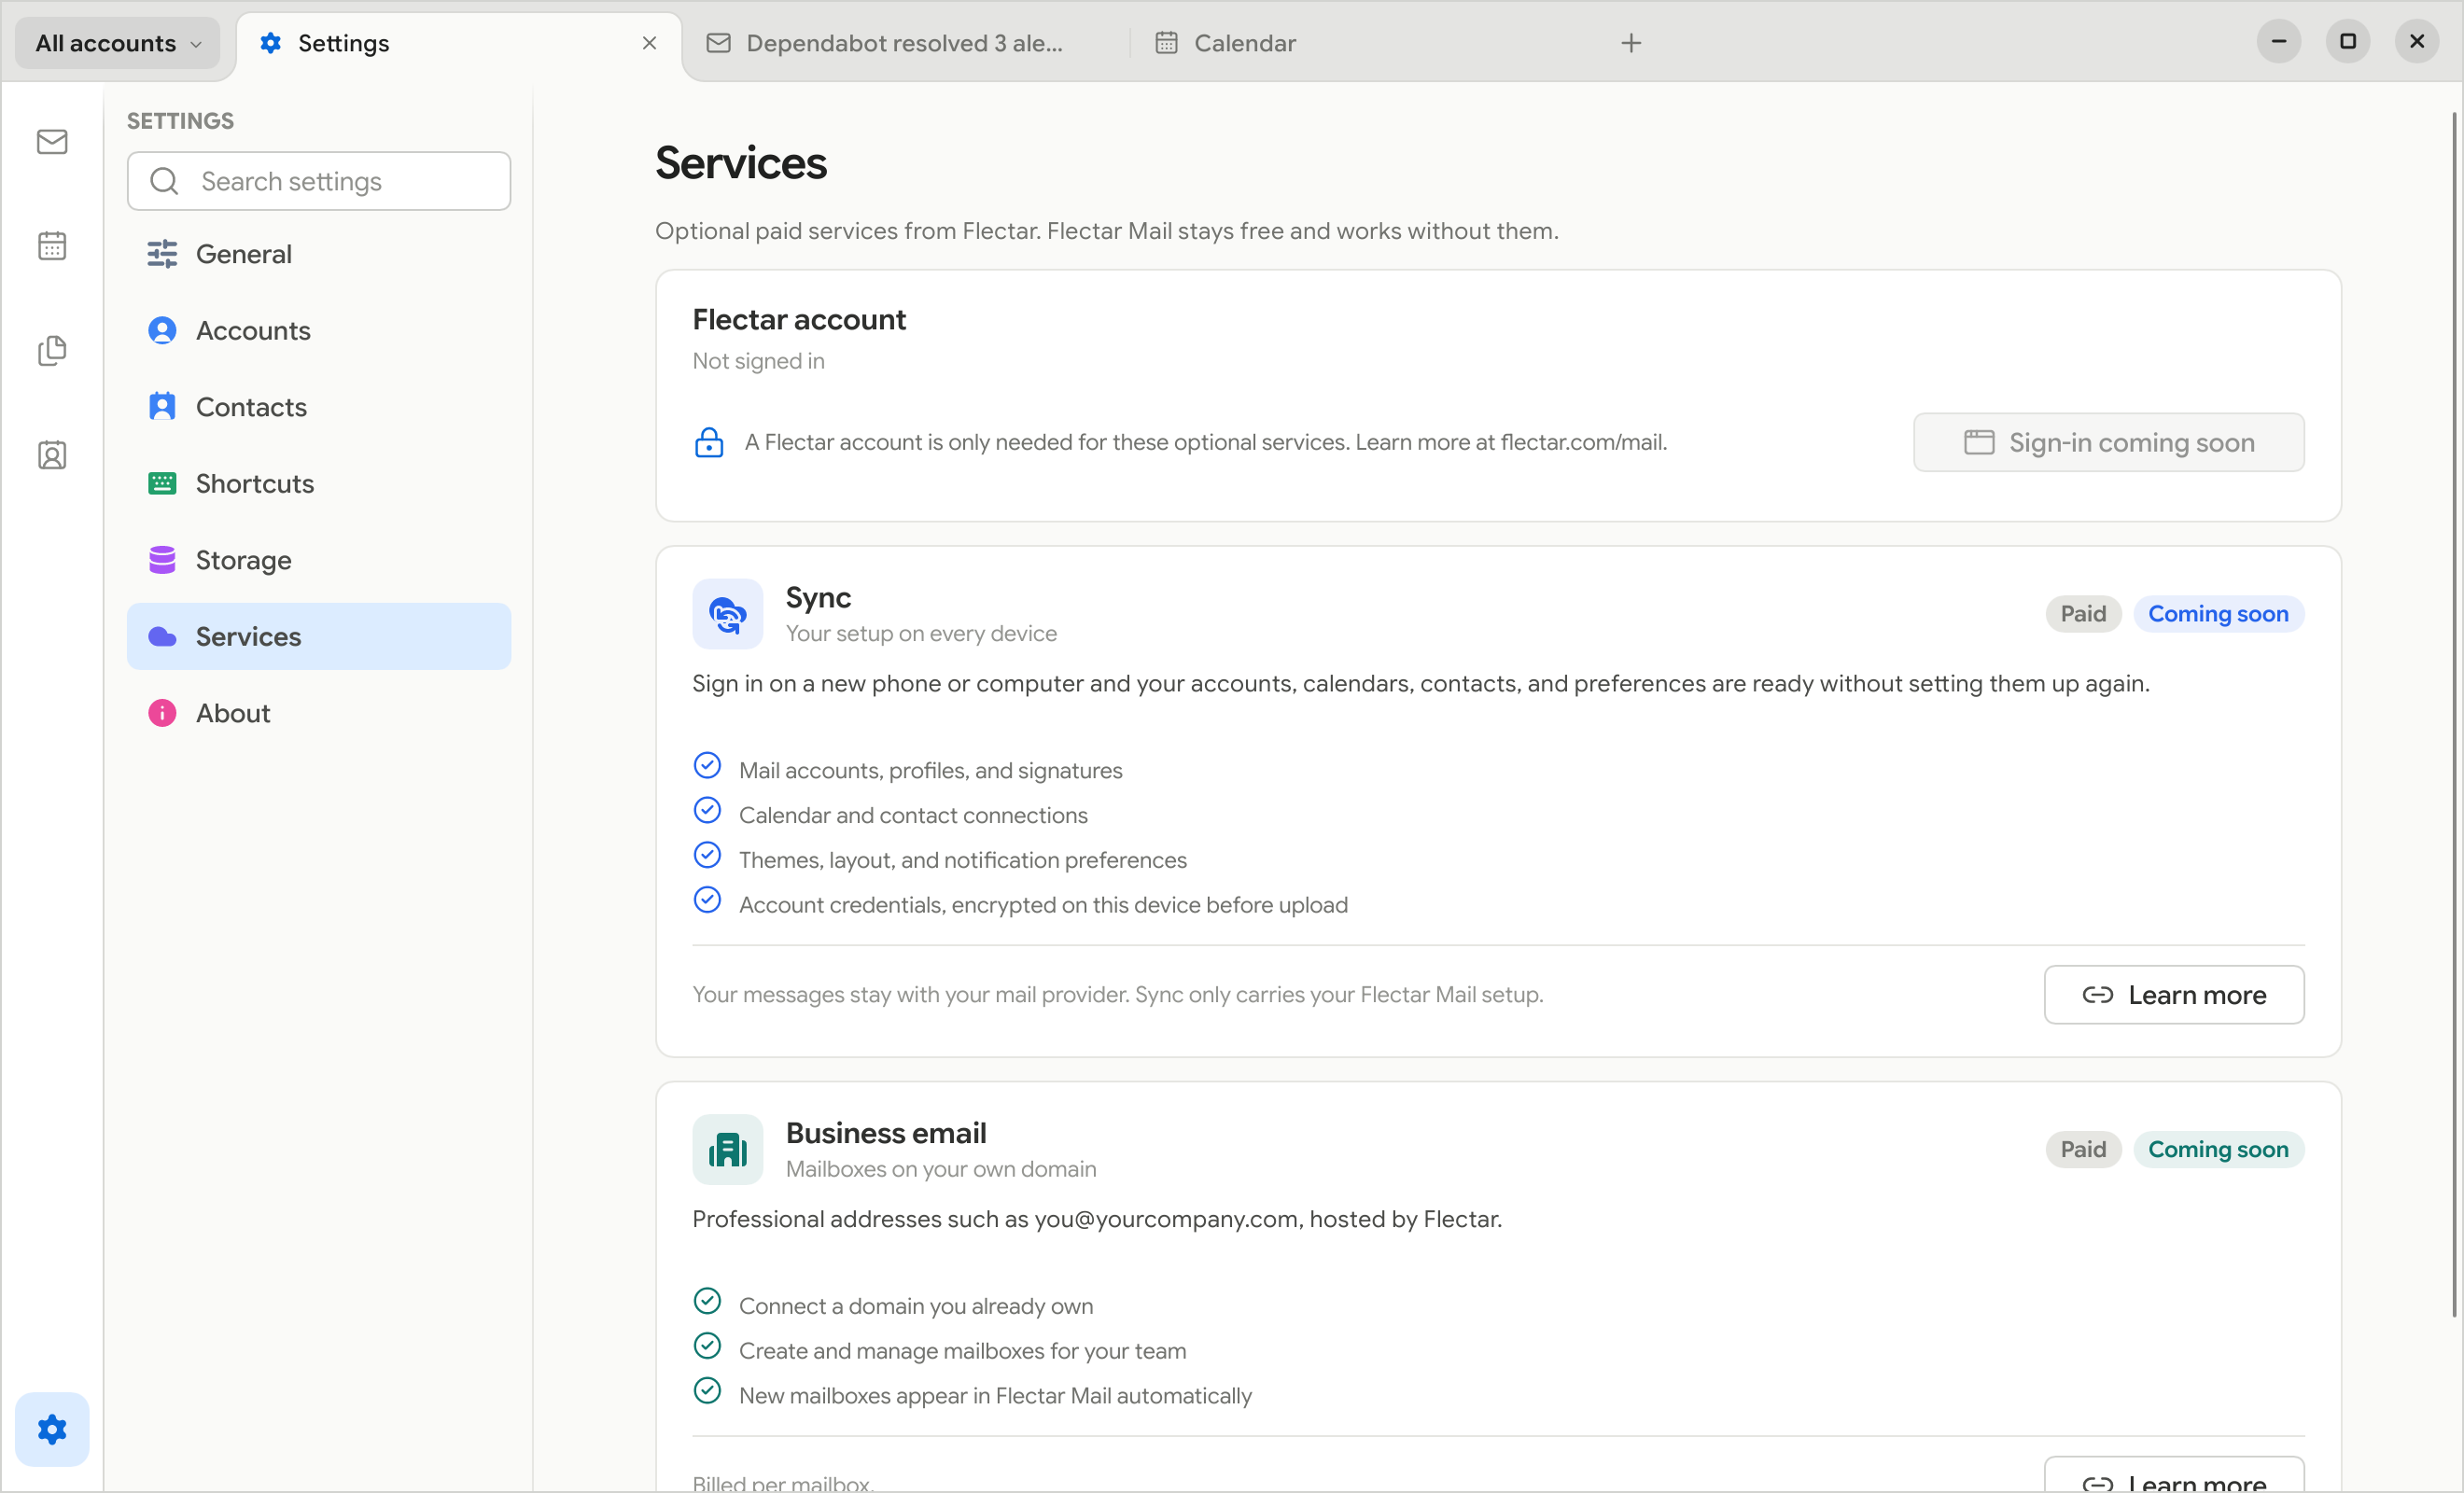 All accounts
Settings
Dependabot resolved 3 ale...
Calendar
SETTINGS
Search settings
General
Accounts
Contacts
Shortcuts
Storage
Services
About
Services
Optional paid services from Flectar. Flectar Mail stays free and works without them.
Flectar account
Not signed in
A Flectar account is only needed for these optional services. Learn more at flectar.com/mail.
Sign-in coming soon
Sync
Your setup on every device
Paid
Coming soon
Sign in on a new phone or computer and your accounts, calendars, contacts, and preferences are ready without setting them up again.
Mail accounts, profiles, and signatures
Calendar and contact connections
Themes, layout, and notification preferences
Account credentials, encrypted on this device before upload
Your messages stay with your mail provider. Sync only carries your Flectar Mail setup.
Learn more
Business email
Mailboxes on your own domain
Paid
Coming soon
Professional addresses such as you@yourcompany.com, hosted by Flectar.
Connect a domain you already own
Create and manage mailboxes for your team
New mailboxes appear in Flectar Mail automatically
Billed per mailbox.
Learn more